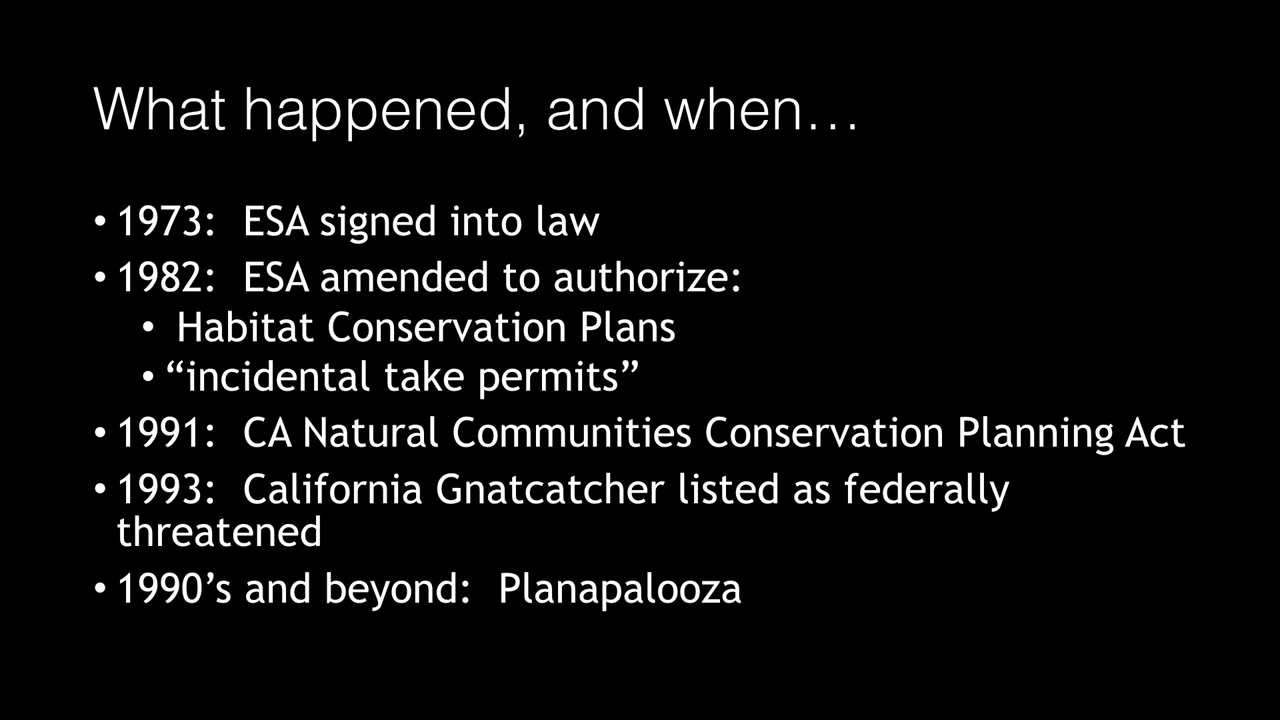 What happened, and when…
• 1973:  ESA signed into law
• 1982:  ESA amended to authorize:
•  Habitat Conservation Plans
• “incidental take permits”
• 1991:  CA Natural Communities Conservation Planning Act
• 1993:  California Gnatcatcher listed as federally
threatened
• 1990’s and beyond:  Planapalooza